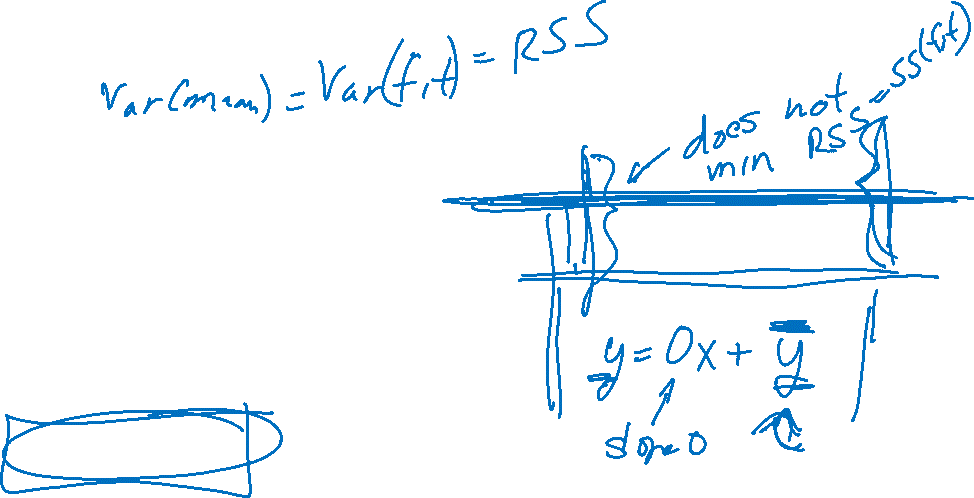 Var(mean) = Var(fit) = RSS
does not
min RSS = SS(fit)
y = 0x + y̅
slope 0